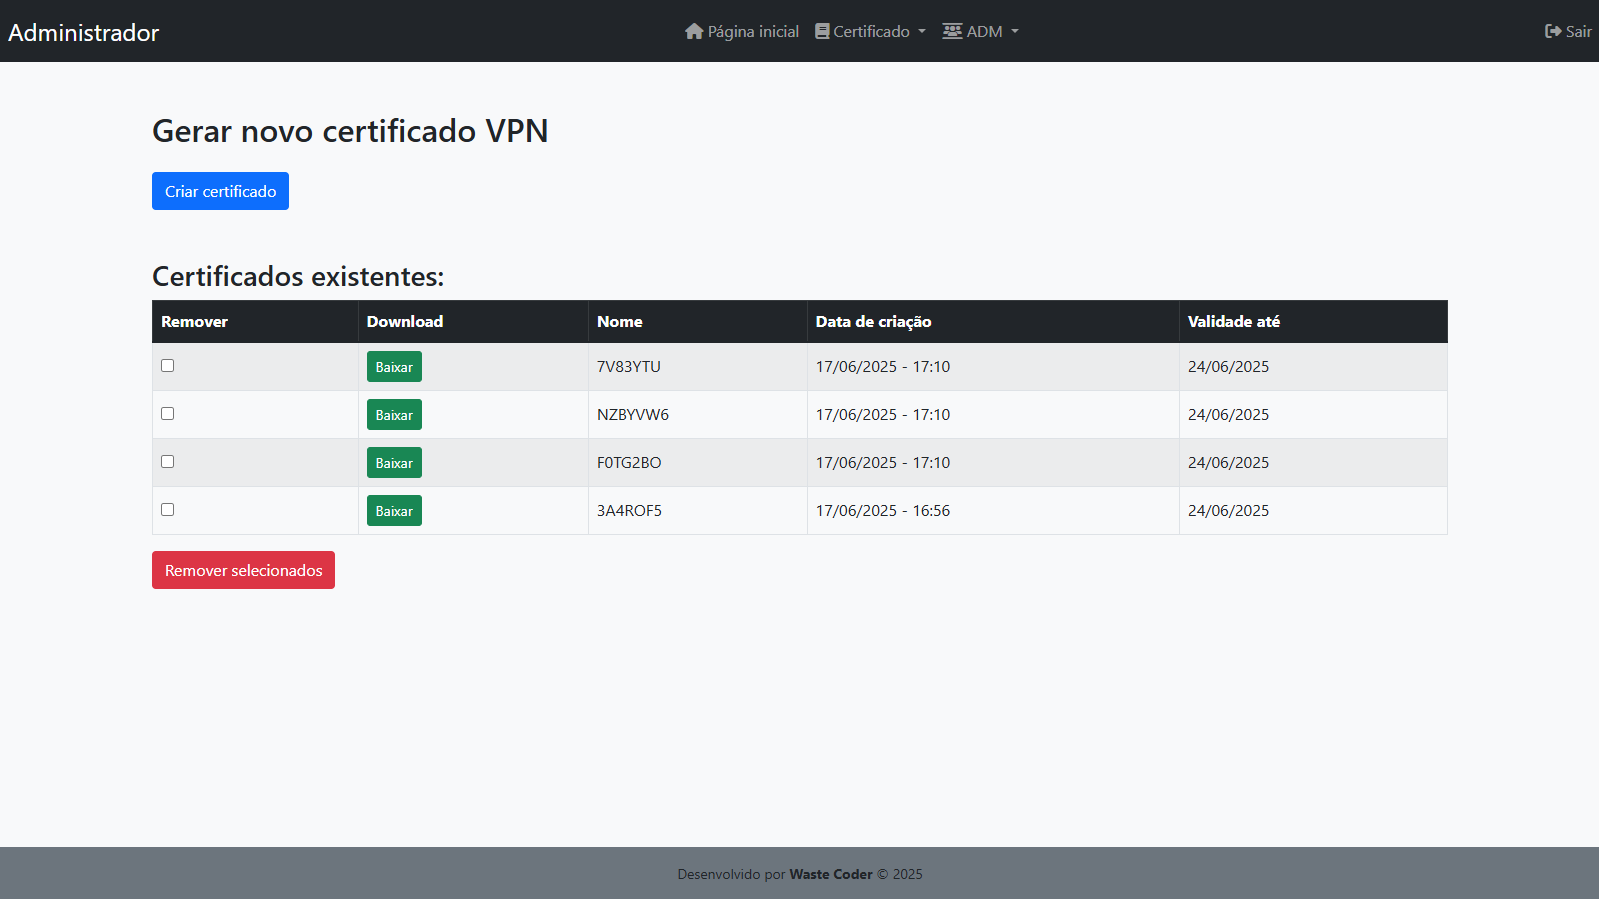 Administrador Página inicial Certificado ADM Sair
Gerar novo certificado VPN
Criar certificado
Certificados existentes:
Remover Download Nome Data de criação Validade até
Baixar 7V83YTU 17/06/2025 - 17:10 24/06/2025
Baixar NZBYVW6 17/06/2025 - 17:10 24/06/2025
Baixar F0TG2BO 17/06/2025 - 17:10 24/06/2025
Baixar 3A4ROF5 17/06/2025 - 16:56 24/06/2025
Remover selecionados
Desenvolvido por Waste Coder © 2025